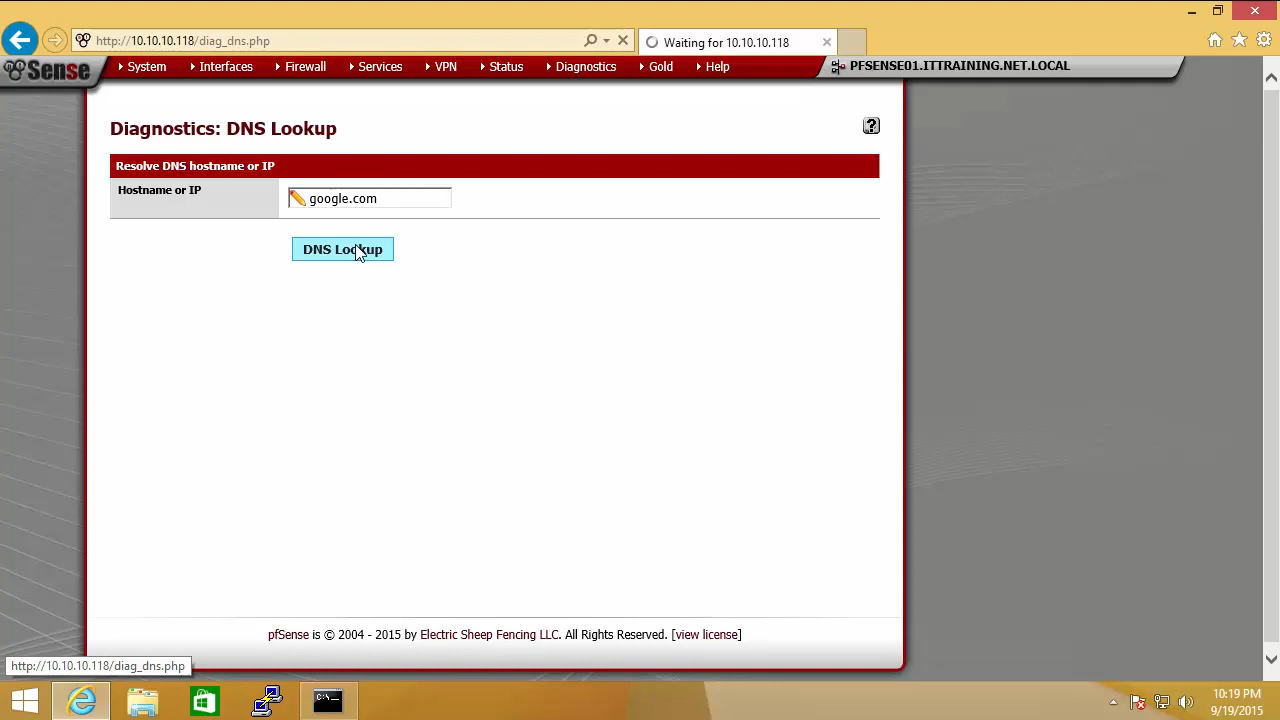 http://10.10.10.118/diag_dns.php
Waiting for 10.10.10.118
Sense
System Interfaces Firewall Services VPN Status Diagnostics Gold Help
PFSENSE01.ITTRAINING.NET.LOCAL
Diagnostics: DNS Lookup
?
Resolve DNS hostname or IP
Hostname or IP
google.com
DNS Lookup
pfSense is © 2004 - 2015 by Electric Sheep Fencing LLC. All Rights Reserved. [view license]
http://10.10.10.118/diag_dns.php
C:\_
10:19 PM
9/19/2015